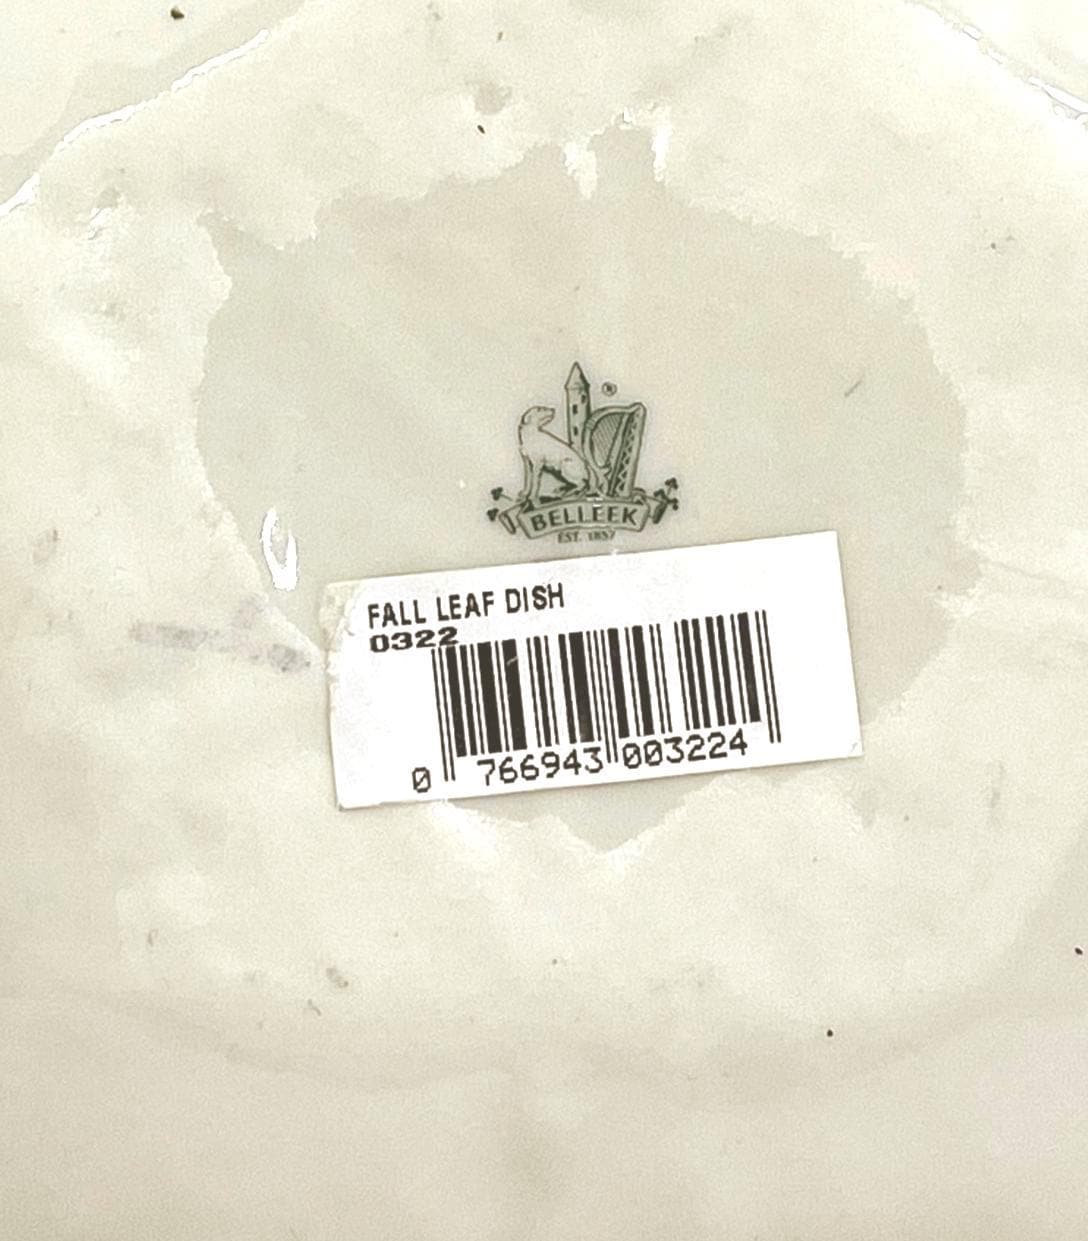 ®
BELLEEK
EST. 1857
FALL LEAF DISH
0322
0 766943 003224